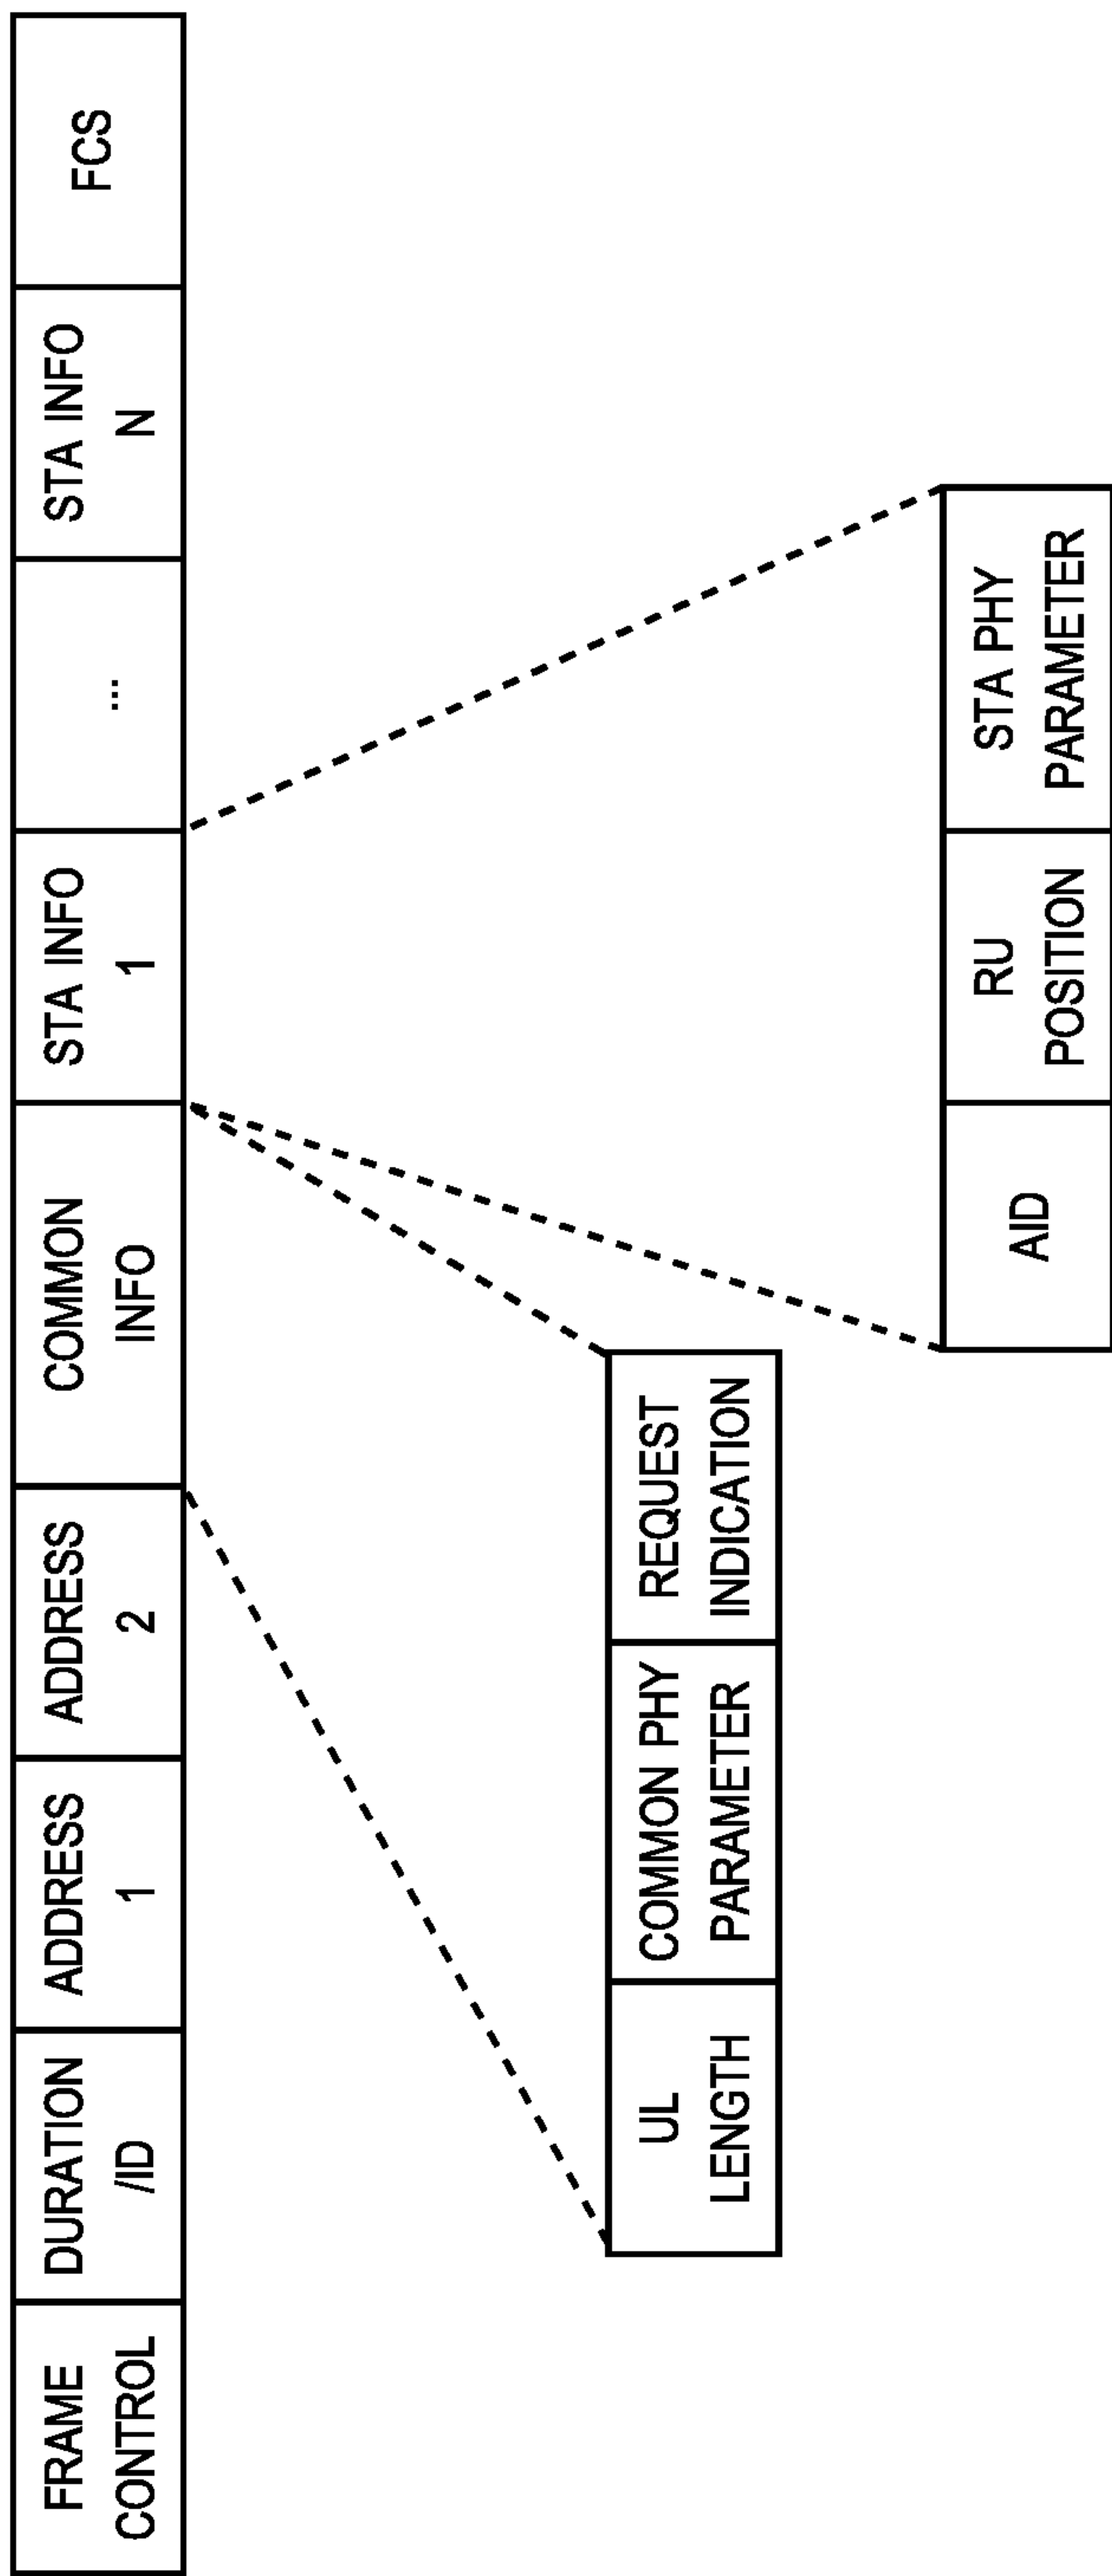 FRAME
CONTROL
DURATION
/ID
ADDRESS
1
ADDRESS
2
COMMON
INFO
STA INFO
1
...
STA INFO
N
FCS
UL
LENGTH
COMMON PHY
PARAMETER
REQUEST
INDICATION
AID
RU
POSITION
STA PHY
PARAMETER